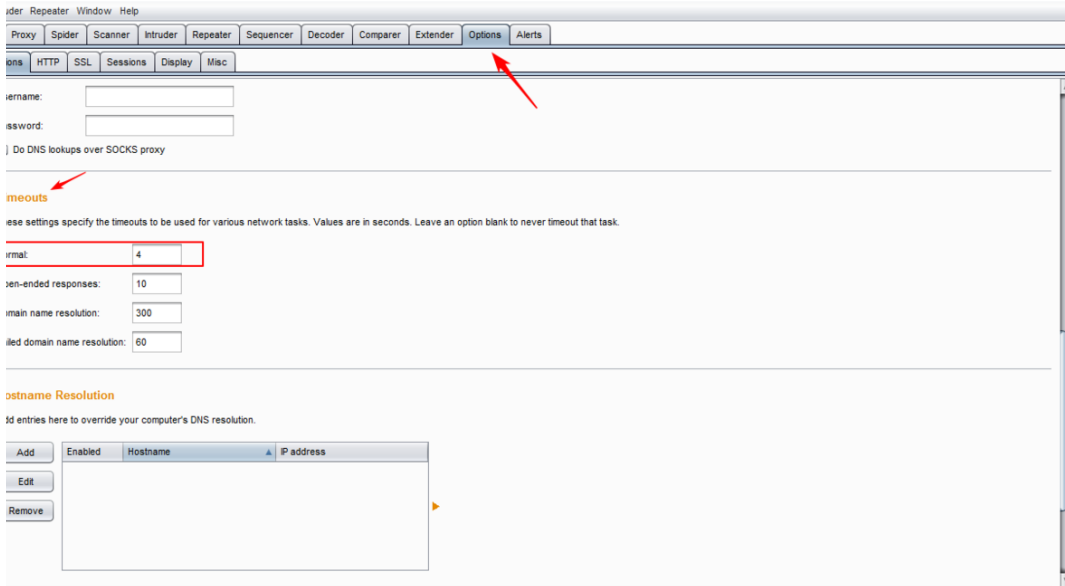 uder Repeater Window Help
Proxy Spider Scanner Intruder Repeater Sequencer Decoder Comparer Extender Options Alerts
ions HTTP SSL Sessions Display Misc
sername:
assword:
Do DNS lookups over SOCKS proxy
imeouts
hese settings specify the timeouts to be used for various network tasks. Values are in seconds. Leave an option blank to never timeout that task.
ormal: 4
pen-ended responses: 10
omain name resolution: 300
ailed domain name resolution: 60
ostname Resolution
dd entries here to override your computer's DNS resolution.
Add Enabled Hostname IP address
Edit
Remove